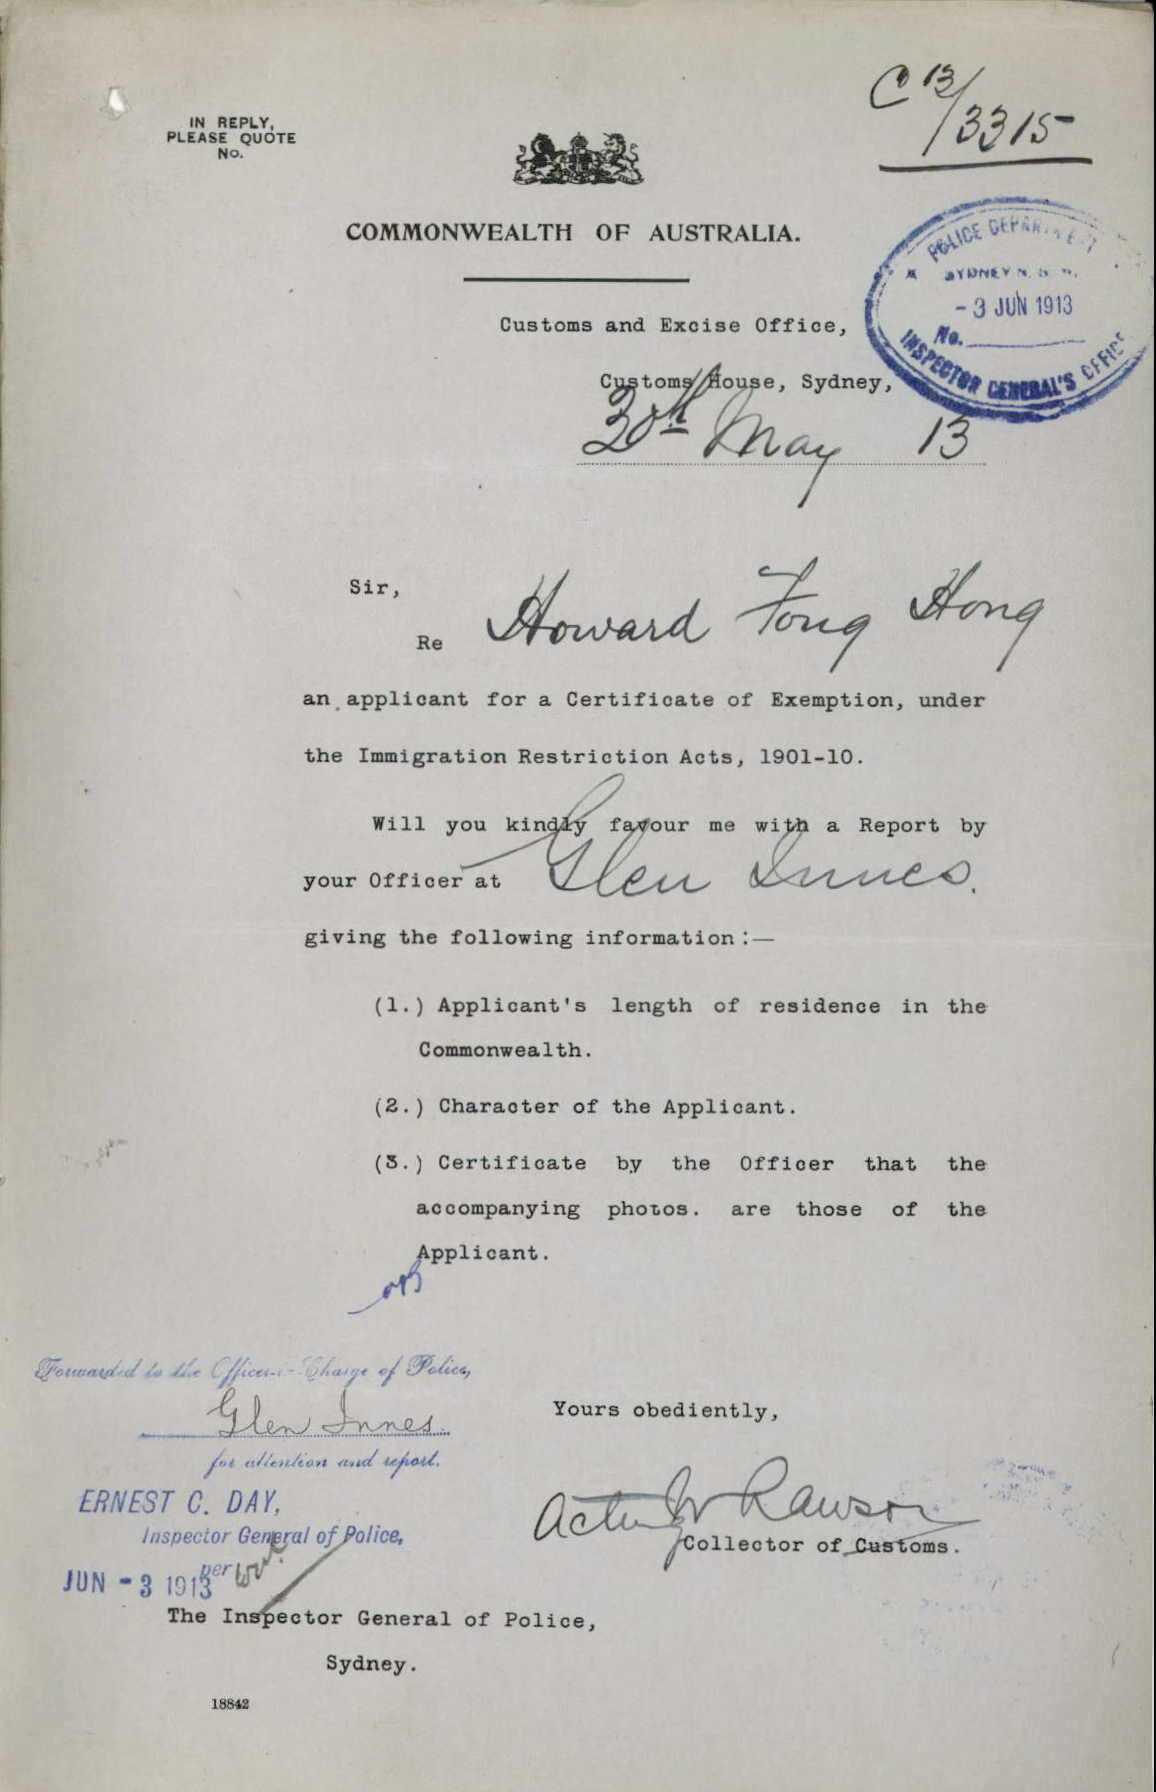 C 13/3315
IN REPLY,
PLEASE QUOTE
No.
COMMONWEALTH OF AUSTRALIA.
POLICE DEPARTMENT
SYDNEY N. S. W.
- 3 JUN 1913
No.
INSPECTOR GENERAL'S OFFICE
Customs and Excise Office,
Customs House, Sydney,
30th May 13
Sir,
Re Howard Fong Hong
an applicant for a Certificate of Exemption, under
the Immigration Restriction Acts, 1901-10.
Will you kindly favour me with a Report by
your Officer at Glen Innes.
giving the following information:—
(1.) Applicant's length of residence in the
Commonwealth.
(2.) Character of the Applicant.
(3.) Certificate by the Officer that the
accompanying photos. are those of the
Applicant.
Forwarded to the Officer-in-Charge of Police,
Glen Innes
for attention and report.
ERNEST C. DAY,
Inspector General of Police,
per
JUN - 3 1913
Yours obediently,
Collector of Customs.
The Inspector General of Police,
Sydney.
18842